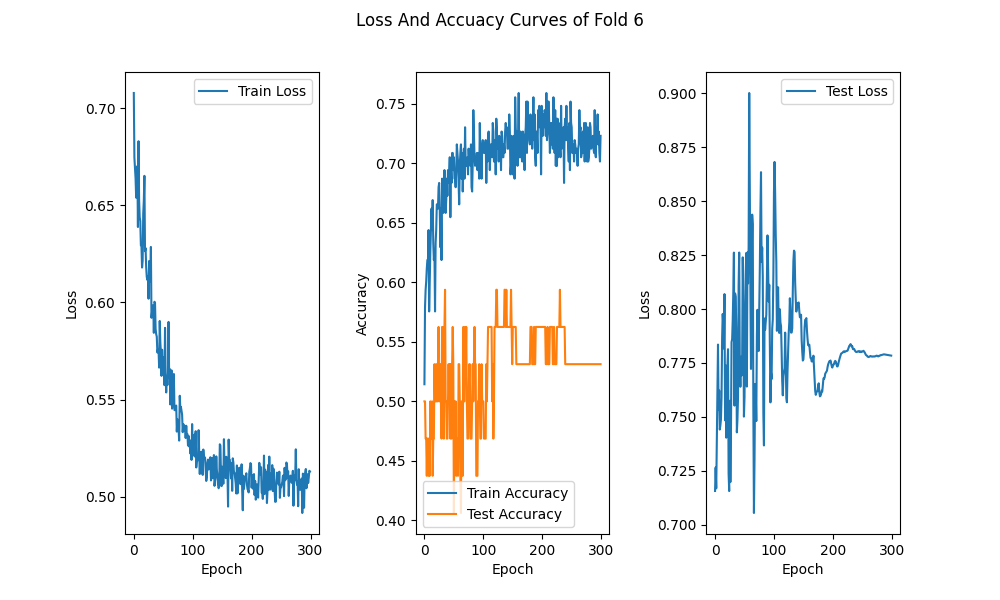 Loss And Accuacy Curves of Fold 6
Train Loss
0.70
0.65
0.60
0.55
0.50
Loss
0 100 200 300
Epoch
0.75
0.70
0.65
0.60
0.55
0.50
0.45
0.40
Accuracy
Train Accuracy
Test Accuracy
0 100 200 300
Epoch
Test Loss
0.900
0.875
0.850
0.825
0.800
0.775
0.750
0.725
0.700
Loss
0 100 200 300
Epoch